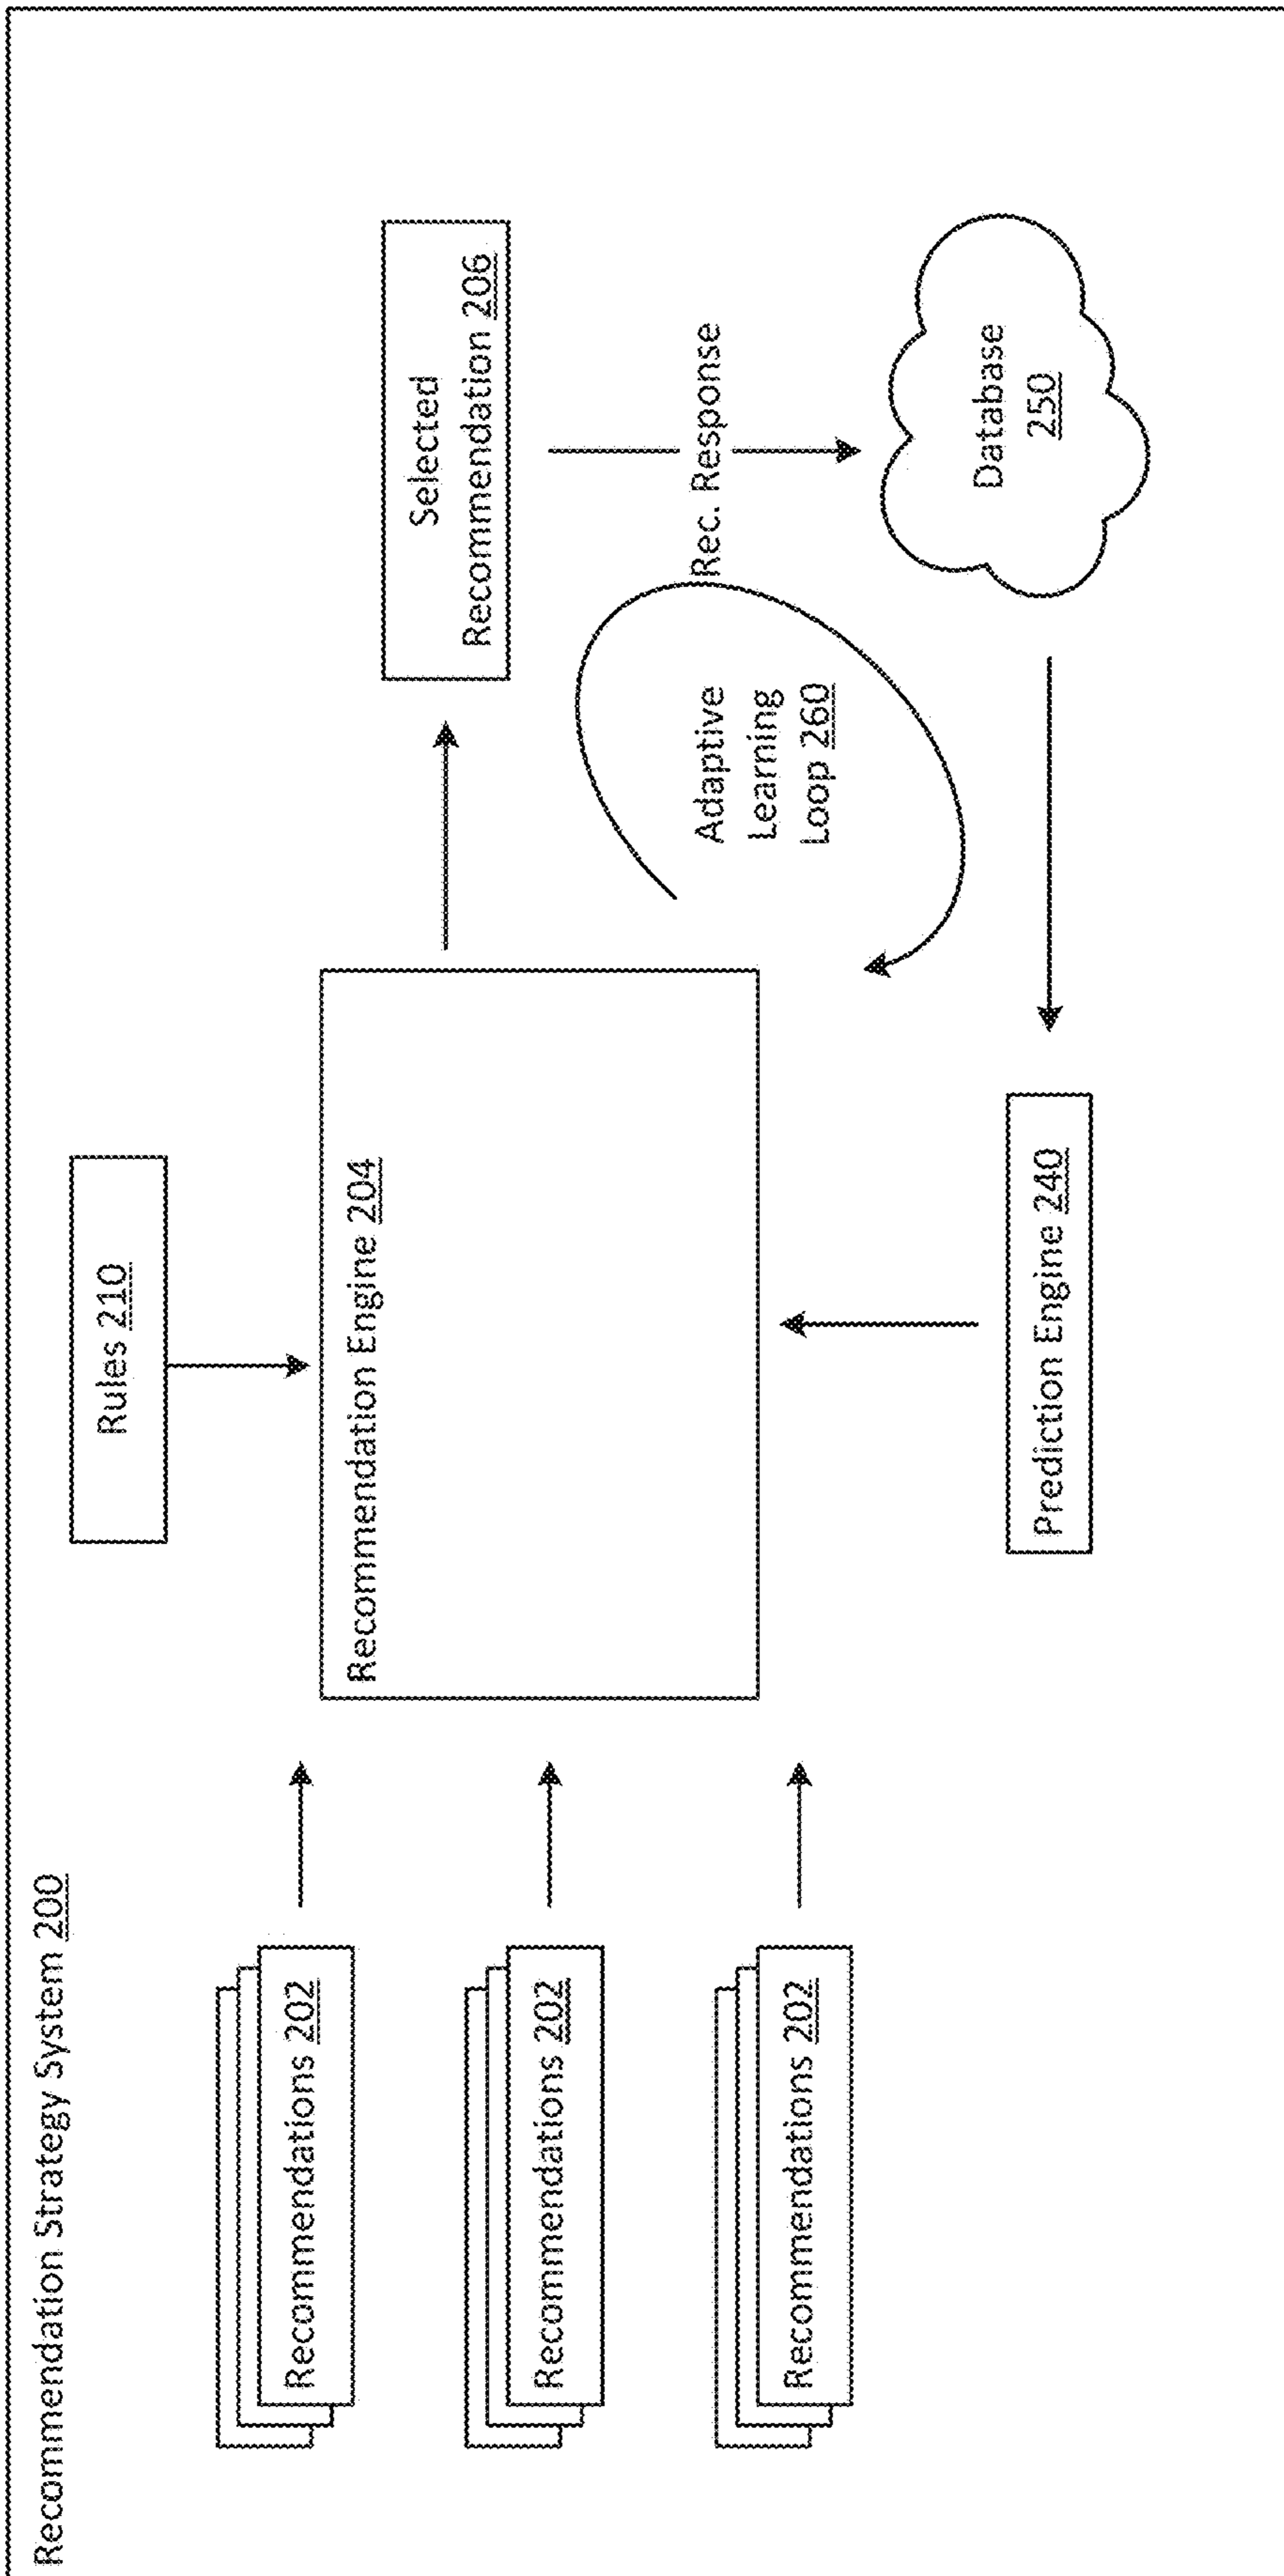 Recommendation Strategy System 200
Rules 210
Recommendations 202
Recommendations 202
Recommendations 202
Recommendation Engine 204
Selected
Recommendation 206
Rec. Response
Adaptive
Learning
Loop 260
Database
250
Prediction Engine 240